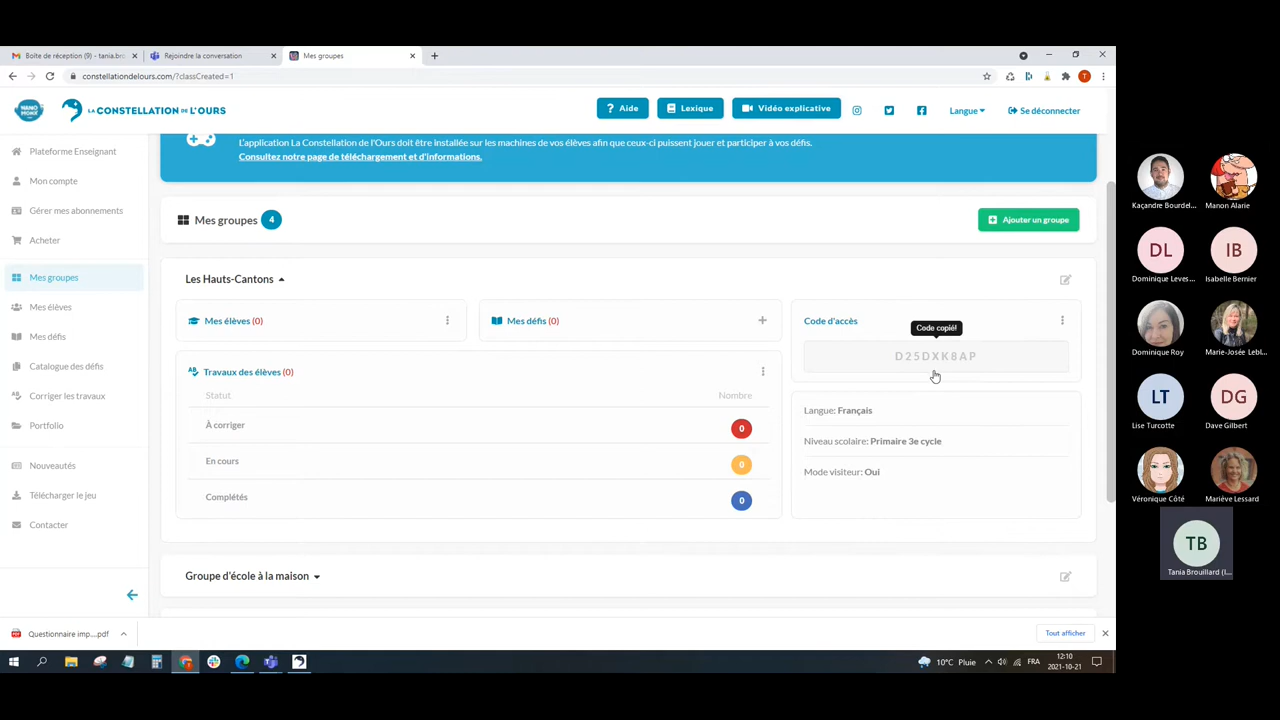 Boîte de réception (9) - tania.br
Rejoindre la conversation
Mes groupes
constellationdelours.com/?classCreated=1
LA CONSTELLATION DE L'OURS
Aide
Lexique
Vidéo explicative
Langue
Se déconnecter
Plateforme Enseignant
Mon compte
Gérer mes abonnements
Acheter
Mes groupes
Mes élèves
Mes défis
Catalogue des défis
Corriger les travaux
Portfolio
Nouveautés
Télécharger le jeu
Contacter
L'application La Constellation de l'Ours doit être installée sur les machines de vos élèves afin que ceux-ci puissent jouer et participer à vos défis.
Consultez notre page de téléchargement et d'informations.
Mes groupes 4
Ajouter un groupe
Les Hauts-Cantons
Mes élèves (0)
Mes défis (0)
Code d'accès
Code copié!
D25DXK8AP
Travaux des élèves (0)
Statut Nombre
À corriger 0
En cours 0
Complétés 0
Langue: Français
Niveau scolaire: Primaire 3e cycle
Mode visiteur: Oui
Groupe d'école à la maison
Questionnaire imp....pdf
Tout afficher
10°C Pluie
FRA
12:10
2021-10-21
Kaçandre Bourdel...
Manon Alarie
DL
Dominique Leves...
IB
Isabelle Bernier
Dominique Roy
Marie-Josée Lebl...
LT
Lise Turcotte
DG
Dave Gilbert
Véronique Côté
Mariève Lessard
TB
Tania Brouillard (I...